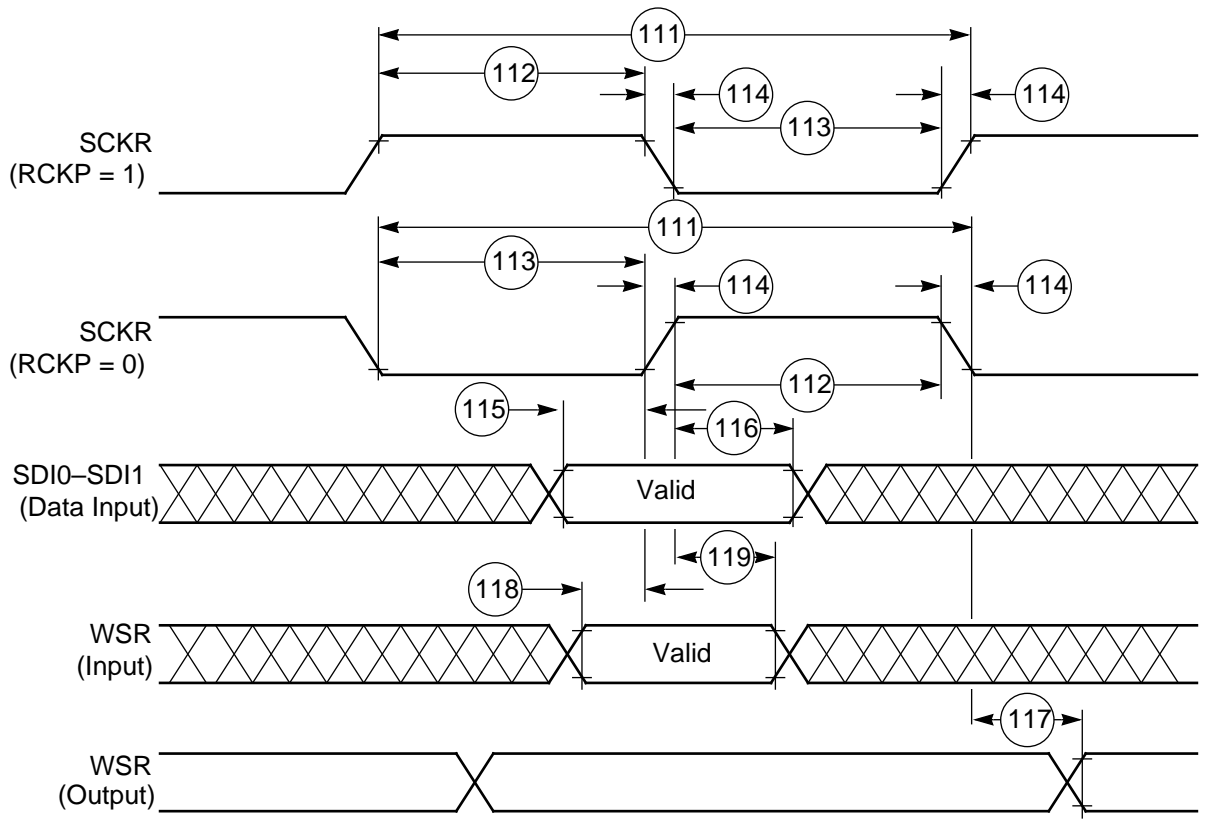 111
112
114
114
113
SCKR
(RCKP = 1)
111
113
114
114
SCKR
(RCKP = 0)
112
115
116
SDI0–SDI1
(Data Input)
Valid
119
118
WSR
(Input)
Valid
117
WSR
(Output)